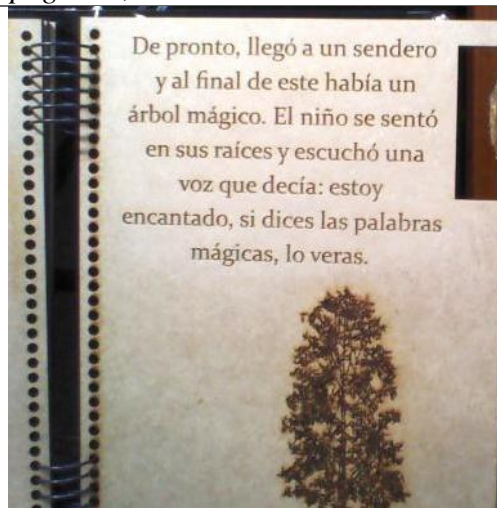 De pronto, llegó a un sendero
y al final de este había un
árbol mágico. El niño se sentó
en sus raíces y escuchó una
voz que decía: estoy
encantado, si dices las palabras
mágicas, lo veras.